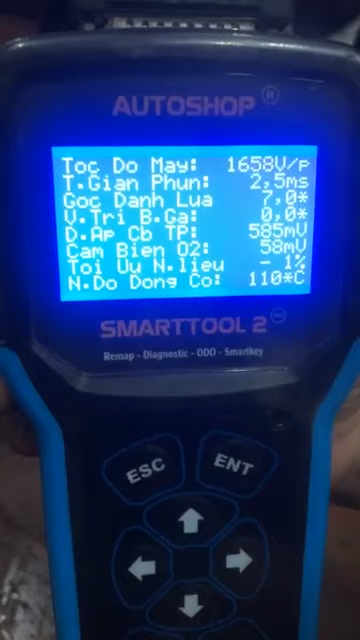 AUTOSHOP ®
Toc Do May: 1658V/p
T.Gian Phun: 2,5ms
Goc Danh Lua 7,0*
V.Tri B.Ga: 0,0*
D.Ap Cb TP: 585mV
Cam Bien O2: 58mV
Toi Uu N.lieu - 1%
N.Do Dong Co: 110*C
SMARTTOOL 2
Remap - Diagnostic - ODO - Smartkey
ESC
ENT